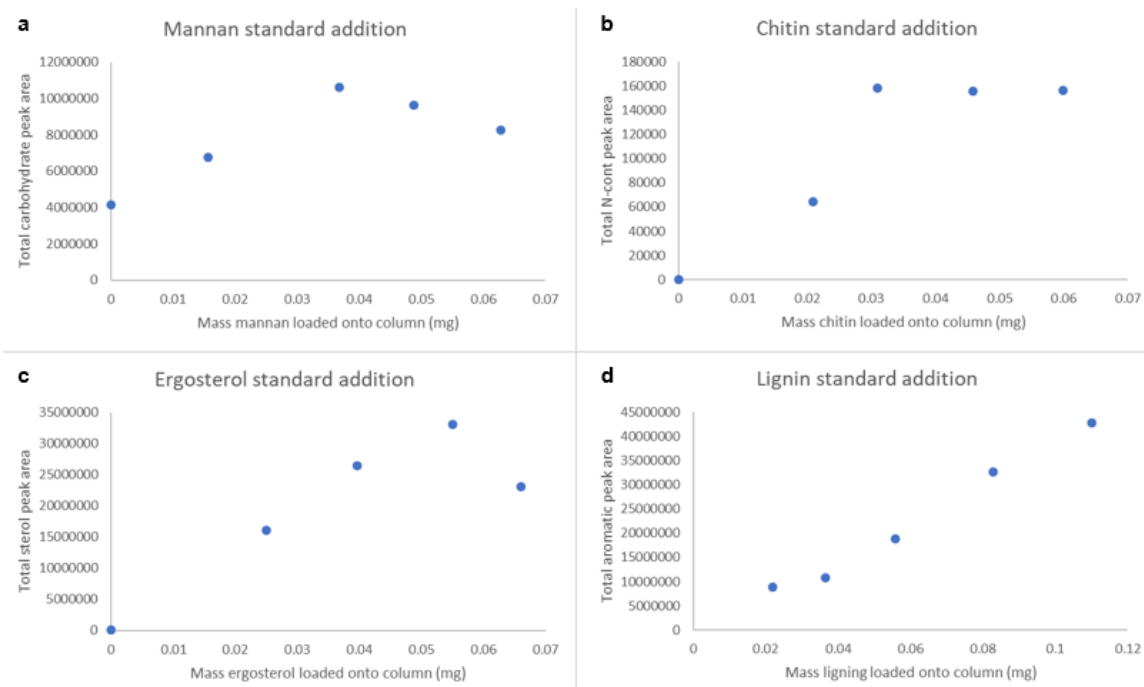 a
Mannan standard addition
Total carbohydrate peak area
12000000
10000000
8000000
6000000
4000000
2000000
0
0 0.01 0.02 0.03 0.04 0.05 0.06 0.07
Mass mannan loaded onto column (mg)
b
Chitin standard addition
Total N-cont peak area
180000
160000
140000
120000
100000
80000
60000
40000
20000
0
0 0.01 0.02 0.03 0.04 0.05 0.06 0.07
Mass chitin loaded onto column (mg)
c
Ergosterol standard addition
Total sterol peak area
35000000
30000000
25000000
20000000
15000000
10000000
5000000
0
0 0.01 0.02 0.03 0.04 0.05 0.06 0.07
Mass ergosterol loaded onto column (mg)
d
Lignin standard addition
Total aromatic peak area
45000000
40000000
35000000
30000000
25000000
20000000
15000000
10000000
5000000
0
0 0.02 0.04 0.06 0.08 0.1 0.12
Mass ligning loaded onto column (mg)